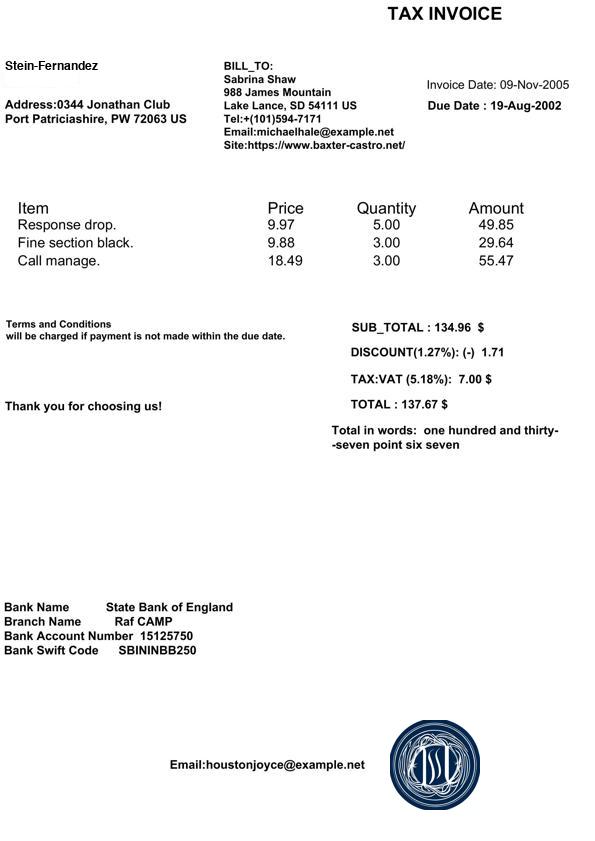 TAX INVOICE
Stein-Fernandez
Address:0344 Jonathan Club
Port Patriciashire, PW 72063 US
BILL_TO:
Sabrina Shaw
988 James Mountain
Lake Lance, SD 54111 US
Tel:+(101)594-7171
Email:michaelhale@example.net
Site:https://www.baxter-castro.net/
Invoice Date: 09-Nov-2005
Due Date : 19-Aug-2002
Item Price Quantity Amount
Response drop. 9.97 5.00 49.85
Fine section black. 9.88 3.00 29.64
Call manage. 18.49 3.00 55.47
Terms and Conditions
will be charged if payment is not made within the due date.
SUB_TOTAL : 134.96 $
DISCOUNT(1.27%): (-) 1.71
TAX:VAT (5.18%): 7.00 $
TOTAL : 137.67 $
Thank you for choosing us!
Total in words: one hundred and thirty-
-seven point six seven
Bank Name State Bank of England
Branch Name Raf CAMP
Bank Account Number 15125750
Bank Swift Code SBININBB250
Email:houstonjoyce@example.net